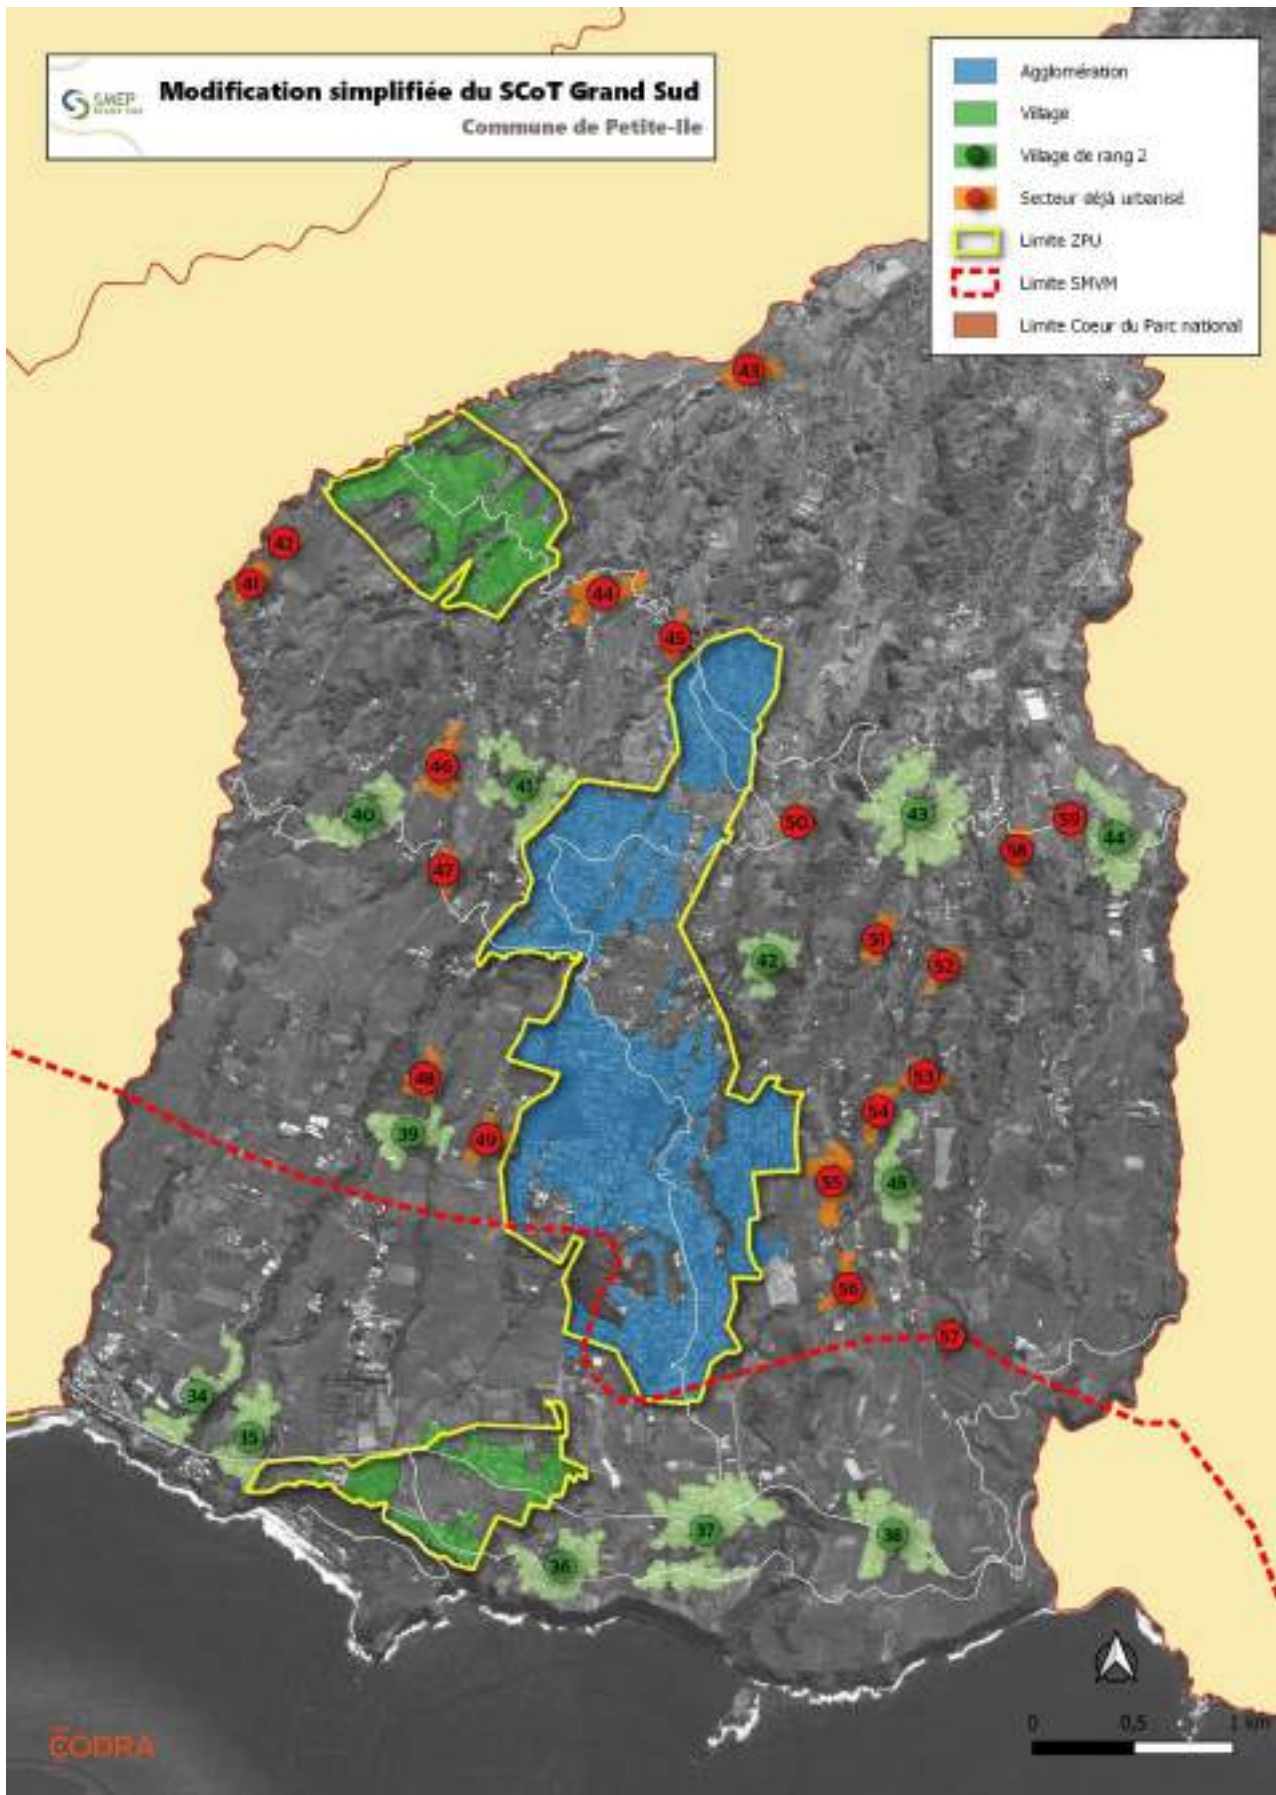 SMEP
Modification simplifiée du SCoT Grand Sud
Commune de Petite-Ile
Agglomération
Village
Village de rang 2
Secteur déjà urbanisé
Limite ZPU
Limite SMVM
Limite Coeur du Parc national
43
42
41
44
45
46
41
40
43
50
59
44
58
47
51
42
52
48
53
54
39
49
55
45
56
57
34
35
37
38
36
0
0,5
1 km
CODRA